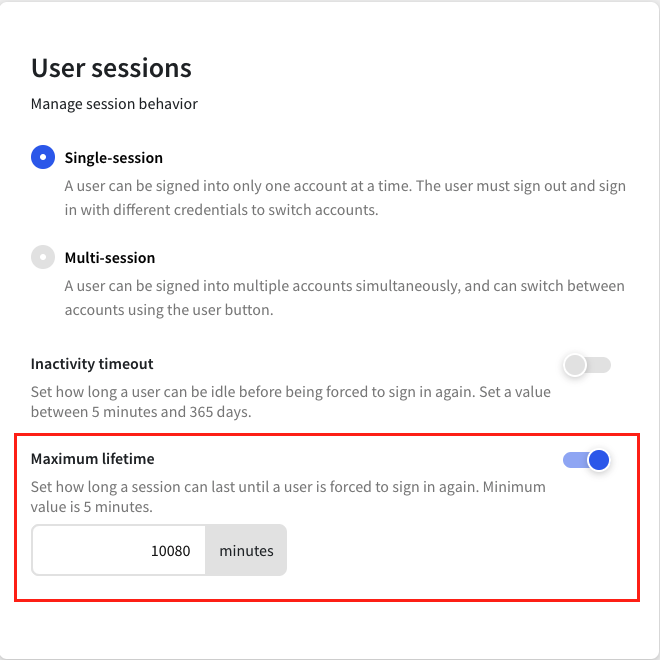 User sessions
Manage session behavior
Single-session
A user can be signed into only one account at a time. The user must sign out and sign
in with different credentials to switch accounts.
Multi-session
A user can be signed into multiple accounts simultaneously, and can switch between
accounts using the user button.
Inactivity timeout
Set how long a user can be idle before being forced to sign in again. Set a value
between 5 minutes and 365 days.
Maximum lifetime
Set how long a session can last until a user is forced to sign in again. Minimum
value is 5 minutes.
10080 minutes